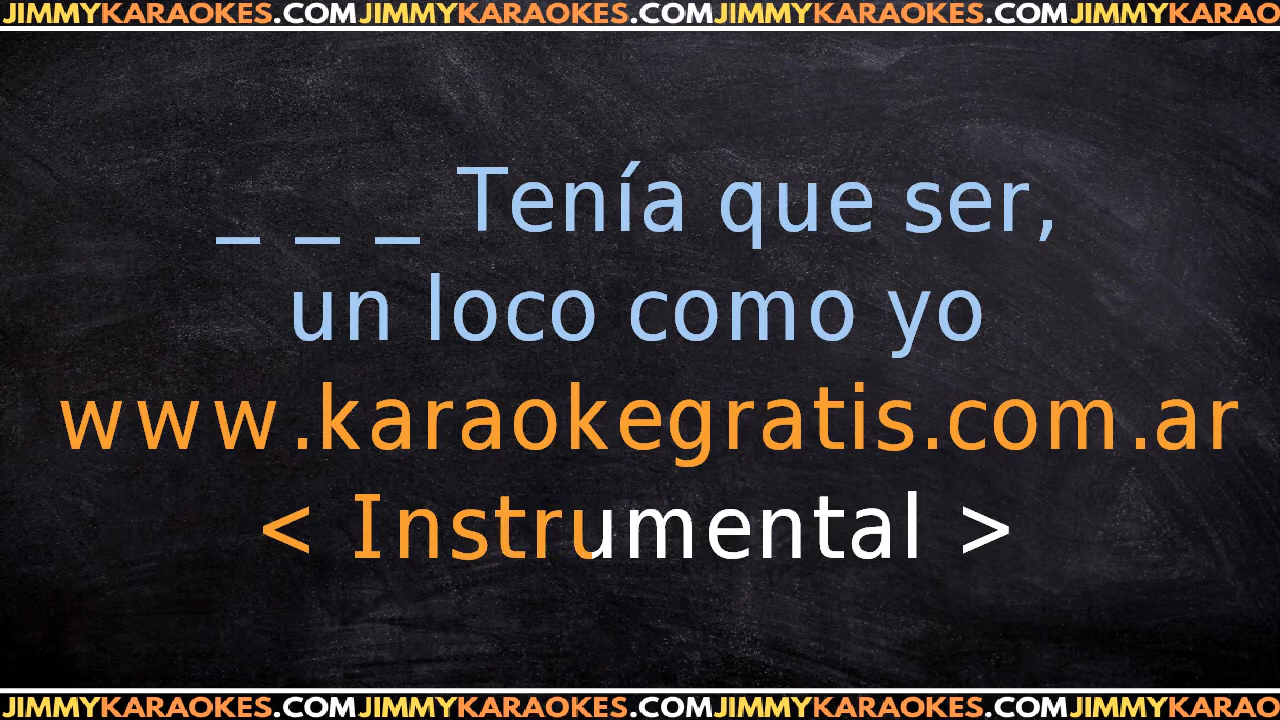 JIMMYKARAOKES.COMJIMMYKARAOKES.COMJIMMYKARAOKES.COMJIMMYKARAO
_ _ _ Tenía que ser,
un loco como yo
www.karaokegratis.com.ar
< Instrumental >
JIMMYKARAOKES.COMJIMMYKARAOKES.COMJIMMYKARAOKES.COMJIMMYKARAO